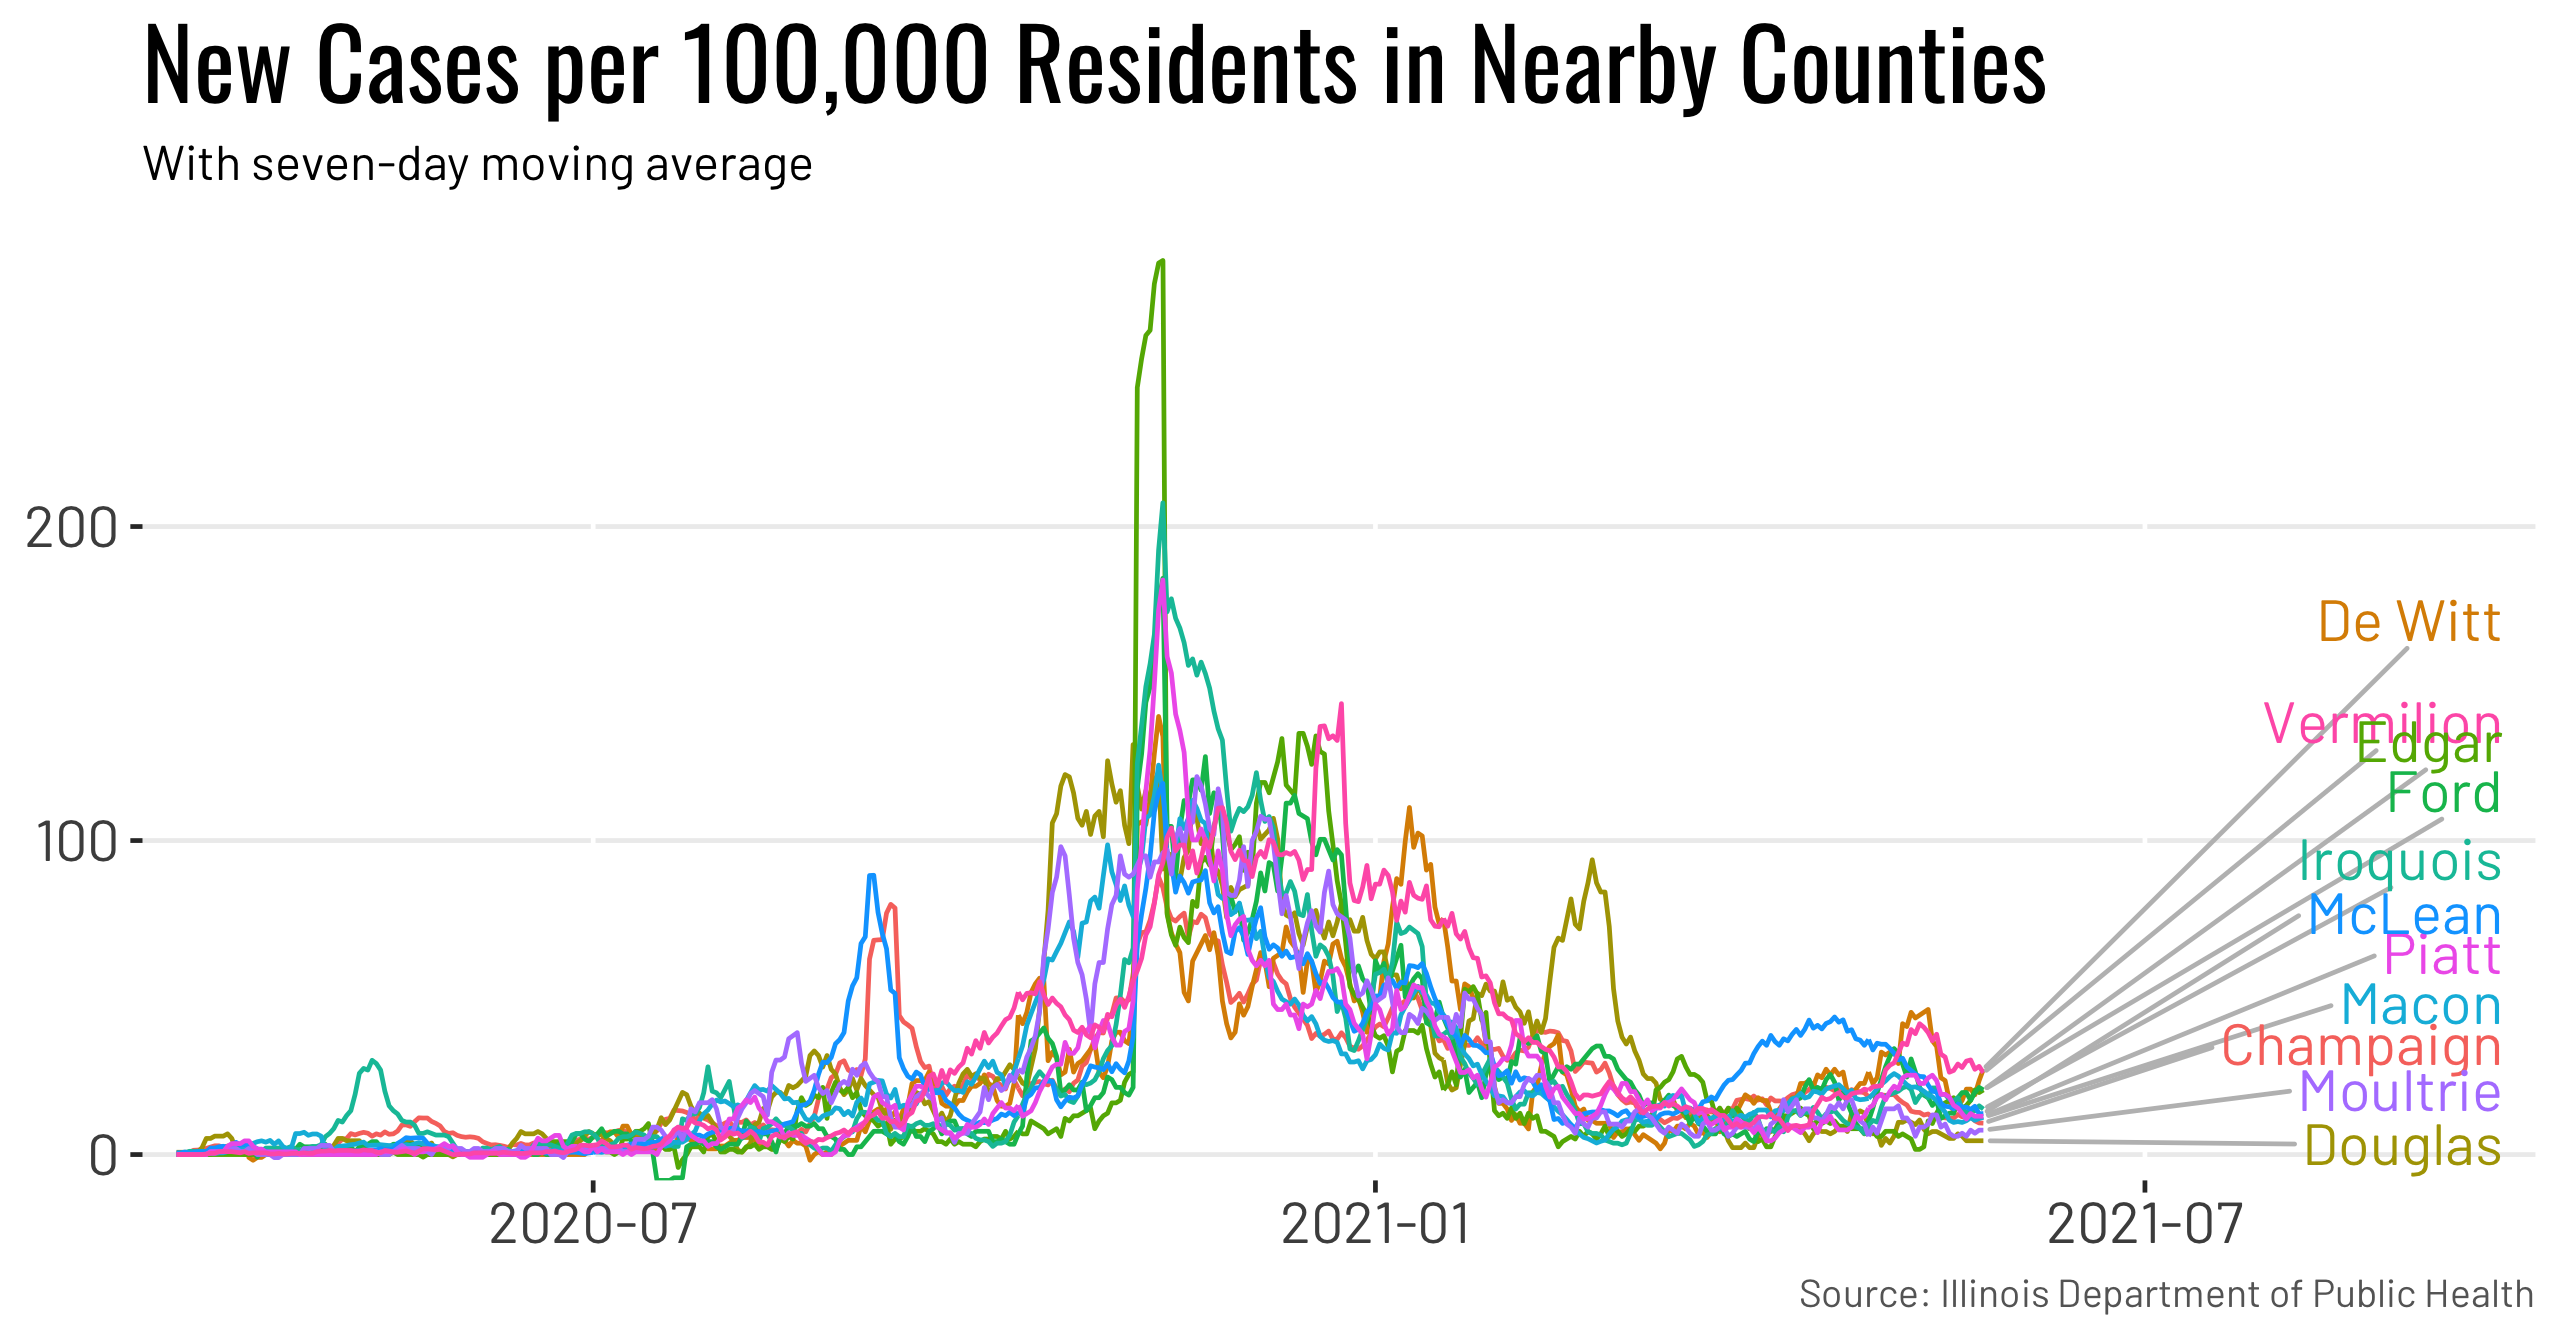 New Cases per 100,000 Residents in Nearby Counties
With seven-day moving average
200
100
0
De Witt
Vermilion
Edgar
Ford
Iroquois
McLean
Piatt
Macon
Champaign
Moultrie
Douglas
2020-07
2021-01
2021-07
Source: Illinois Department of Public Health